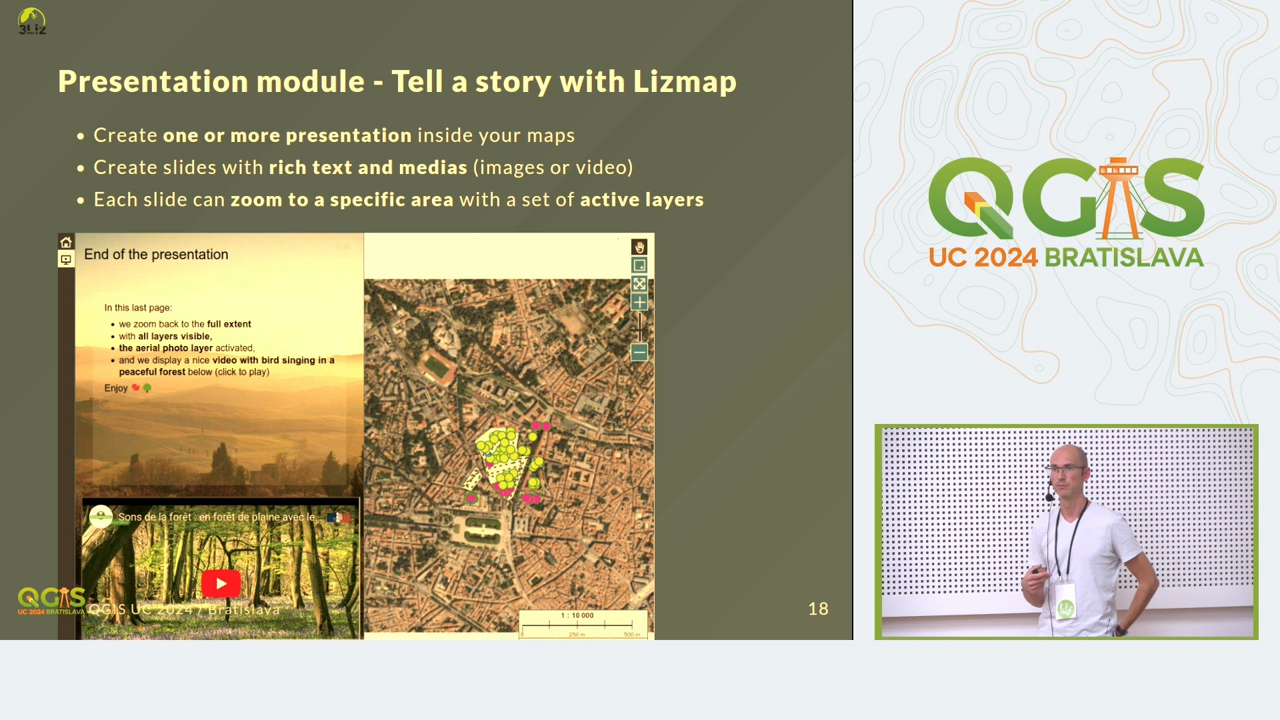 3Liz
Presentation module - Tell a story with Lizmap
Create one or more presentation inside your maps
Create slides with rich text and medias (images or video)
Each slide can zoom to a specific area with a set of active layers
End of the presentation
In this last page:
we zoom back to the full extent
with all layers visible,
the aerial photo layer activated,
and we display a nice video with bird singing in a
peaceful forest below (click to play)
Enjoy
Sons de la forêt : en forêt de plaine avec le...
1 : 10 000
0 250 m 500 m
QGIS
UC 2024 BRATISLAVA
QGIS UC 2024 / Bratislava
18
QGIS
UC 2024 BRATISLAVA